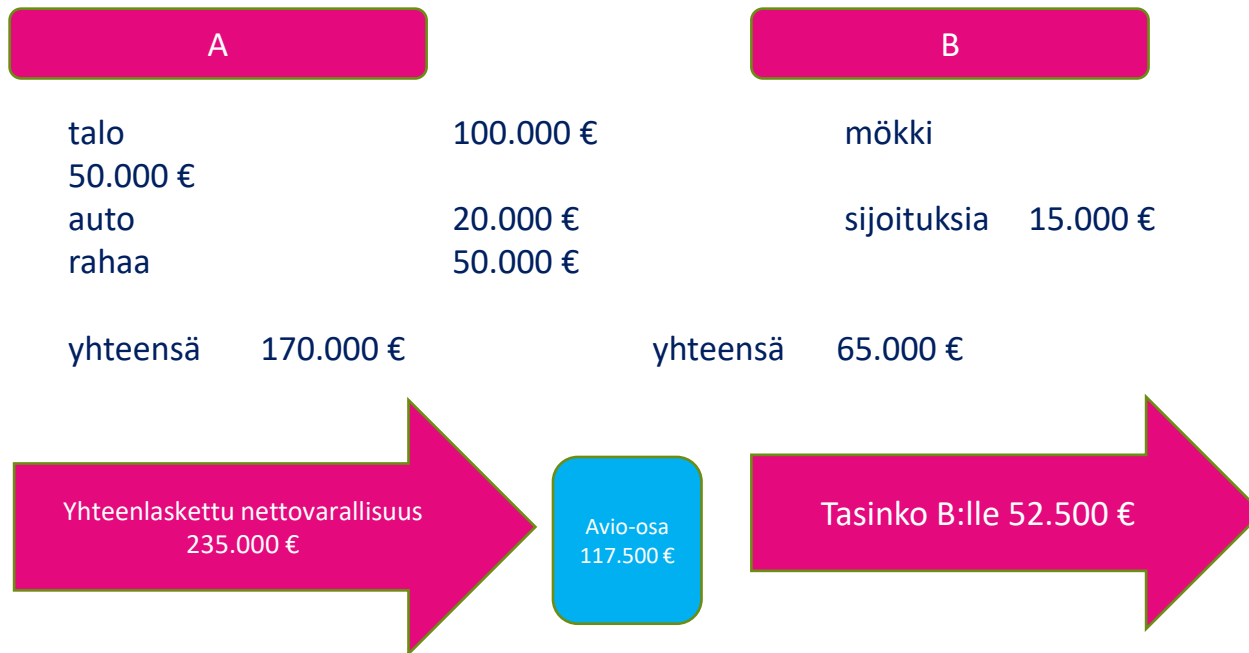 A
B
talo 100.000 € mökki
50.000 €
auto 20.000 € sijoituksia 15.000 €
rahaa 50.000 €
yhteensä 170.000 € yhteensä 65.000 €
Yhteenlaskettu nettovarallisuus
235.000 €
Avio-osa
117.500 €
Tasinko B:lle 52.500 €